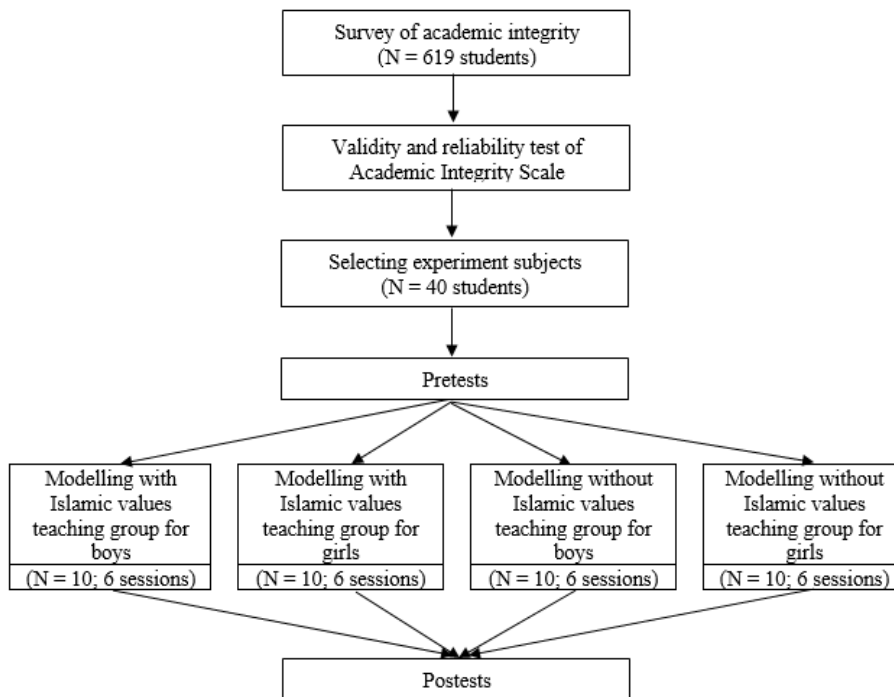 Survey of academic integrity
(N = 619 students)
Validity and reliability test of
Academic Integrity Scale
Selecting experiment subjects
(N = 40 students)
Pretests
Modelling with
Islamic values
teaching group for
boys
(N = 10; 6 sessions)
Modelling with
Islamic values
teaching group for
girls
(N = 10; 6 sessions)
Modelling without
Islamic values
teaching group for
boys
(N = 10; 6 sessions)
Modelling without
Islamic values
teaching group for
girls
(N = 10; 6 sessions)
Postests